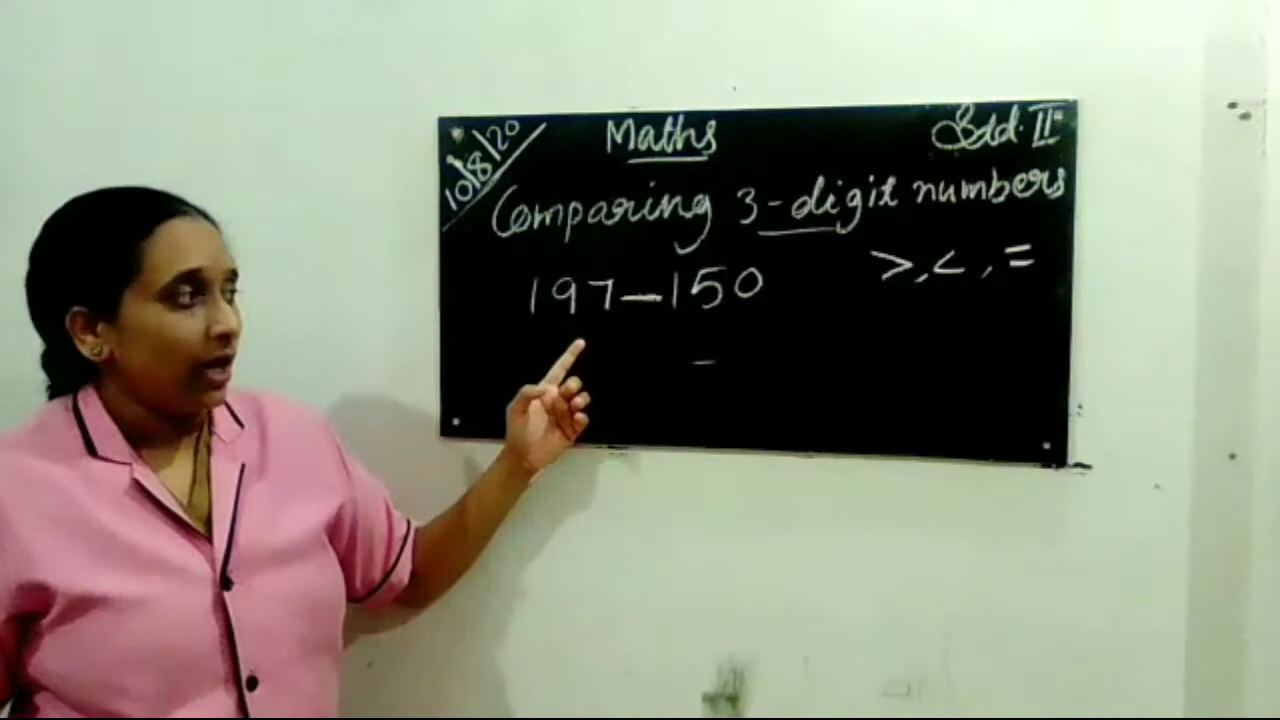 10/8/20 Maths Std. II
Comparing 3-digit numbers
197 — 150 >, <, =
—